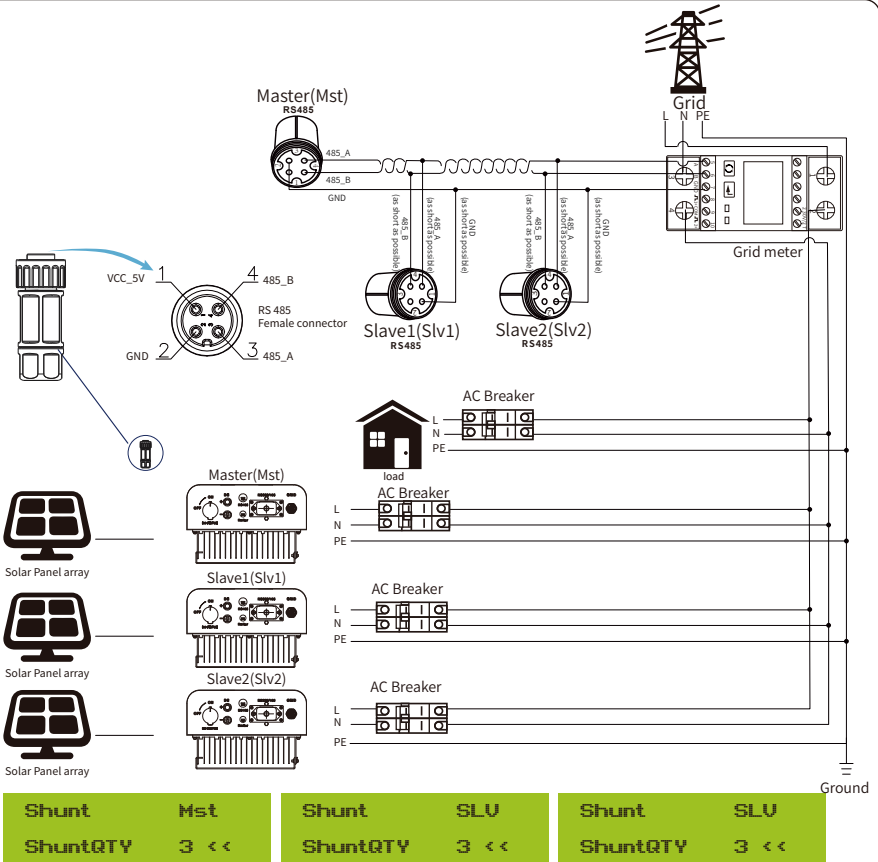 Master(Mst)
RS485
Grid
L N PE
485_A
485_B
GND
485_B
(as short as possible)
485_A
(as short as possible)
GND
(as short as possible)
485_B
(as short as possible)
485_A
(as short as possible)
GND
(as short as possible)
Grid meter
1
VCC_5V
4
485_B
RS 485
Female connector
GND
2
3
485_A
Slave1(Slv1)
RS485
Slave2(Slv2)
RS485
AC Breaker
L
N
PE
load
Master(Mst)
AC Breaker
L
N
PE
Solar Panel array
Slave1(Slv1)
AC Breaker
L
N
PE
Solar Panel array
Slave2(Slv2)
AC Breaker
L
N
PE
Solar Panel array
Ground
Shunt Mst
ShuntQTY 3 <<
Shunt SLV
ShuntQTY 3 <<
Shunt SLV
ShuntQTY 3 <<